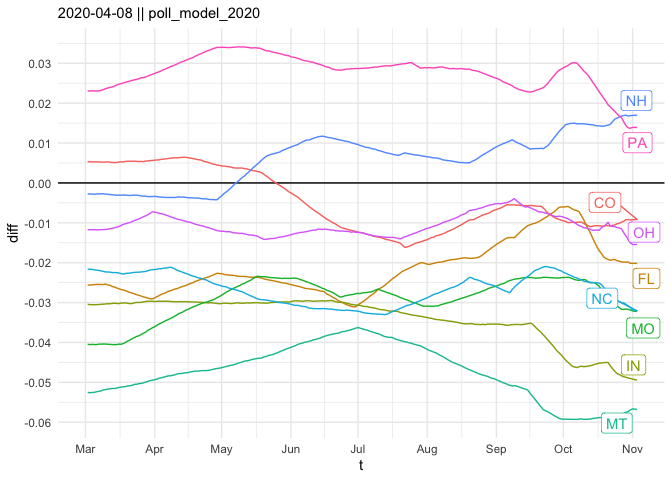 2020-04-08 || poll_model_2020
diff
0.03
0.02
0.01
0.00
-0.01
-0.02
-0.03
-0.04
-0.05
-0.06
NH
PA
CO
OH
FL
NC
MO
IN
MT
Mar Apr May Jun Jul Aug Sep Oct Nov
t